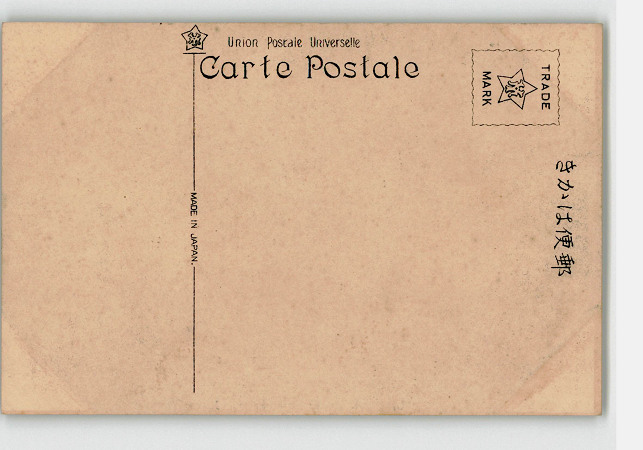 Union Postale Universelle
Carte Postale
TRADE
MARK
MADE IN JAPAN.
きかは便郵